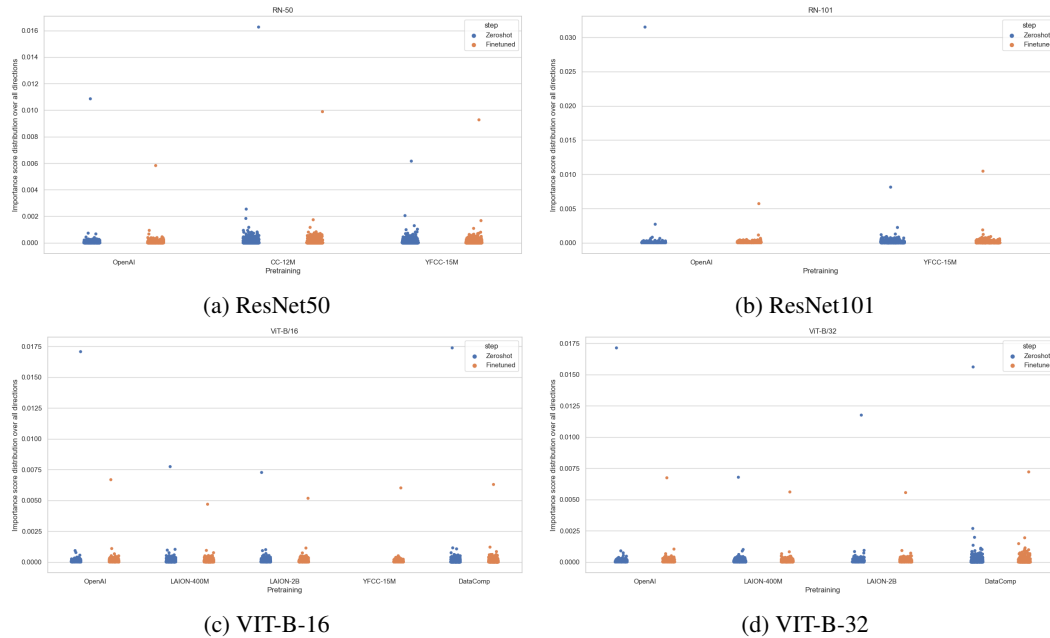 RN-50
Importance score distribution over all directions
0.016
0.014
0.012
0.010
0.008
0.006
0.004
0.002
0.000
step
Zeroshot
Finetuned
OpenAI
CC-12M
YFCC-15M
Pretraining
(a) ResNet50
RN-101
Importance score distribution over all directions
0.030
0.025
0.020
0.015
0.010
0.005
0.000
step
Zeroshot
Finetuned
OpenAI
YFCC-15M
Pretraining
(b) ResNet101
ViT-B/16
Importance score distribution over all directions
0.0175
0.0150
0.0125
0.0100
0.0075
0.0050
0.0025
0.0000
step
Zeroshot
Finetuned
OpenAI
LAION-400M
LAION-2B
YFCC-15M
DataComp
Pretraining
(c) VIT-B-16
ViT-B/32
Importance score distribution over all directions
0.0175
0.0150
0.0125
0.0100
0.0075
0.0050
0.0025
0.0000
step
Zeroshot
Finetuned
OpenAI
LAION-400M
LAION-2B
DataComp
Pretraining
(d) VIT-B-32